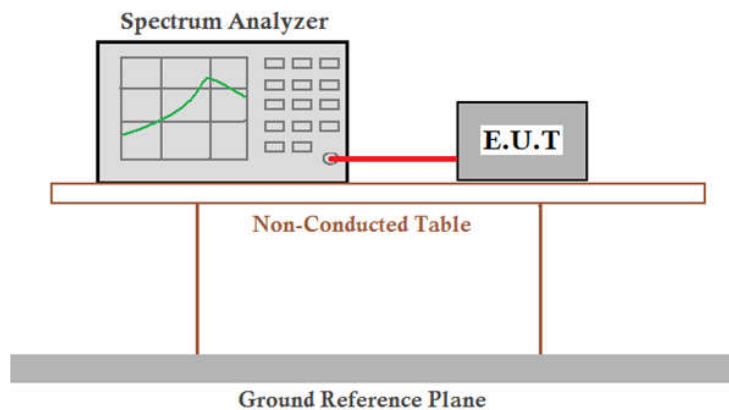 Spectrum Analyzer
E.U.T
Non-Conducted Table
Ground Reference Plane